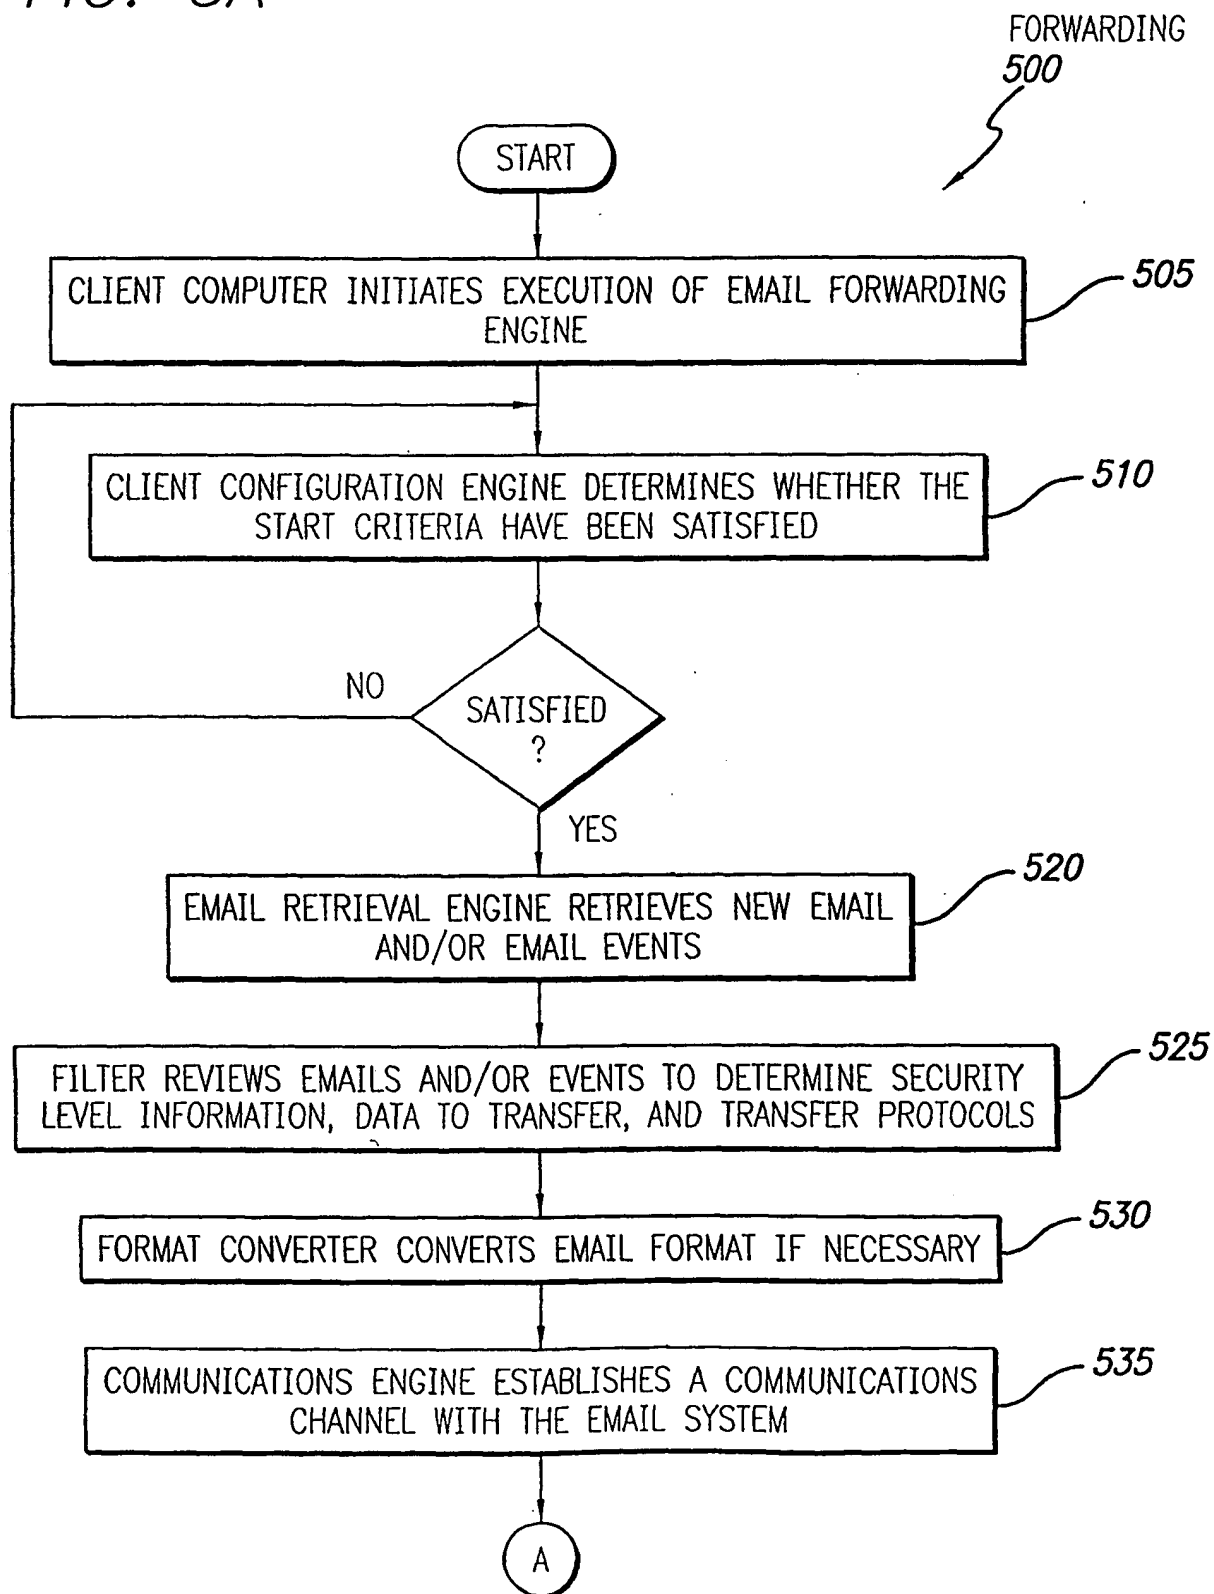 FORWARDING
500
START
CLIENT COMPUTER INITIATES EXECUTION OF EMAIL FORWARDING
ENGINE
505
CLIENT CONFIGURATION ENGINE DETERMINES WHETHER THE
START CRITERIA HAVE BEEN SATISFIED
510
NO
SATISFIED
?
YES
EMAIL RETRIEVAL ENGINE RETRIEVES NEW EMAIL
AND/OR EMAIL EVENTS
520
FILTER REVIEWS EMAILS AND/OR EVENTS TO DETERMINE SECURITY
LEVEL INFORMATION, DATA TO TRANSFER, AND TRANSFER PROTOCOLS
525
FORMAT CONVERTER CONVERTS EMAIL FORMAT IF NECESSARY
530
COMMUNICATIONS ENGINE ESTABLISHES A COMMUNICATIONS
CHANNEL WITH THE EMAIL SYSTEM
535
A